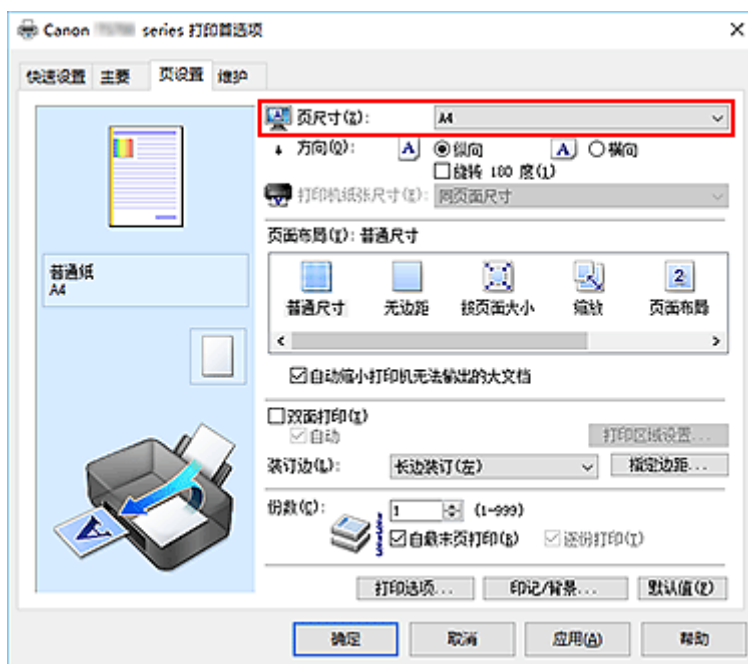 Canon series 打印首选项
快速设置 主要 页设置 维护
页尺寸(Z): A4
方向(O): A 纵向 A 横向
旋转 180 度(1)
打印机纸张尺寸(E): 同页面尺寸
页面布局(Y): 普通尺寸
普通纸
A4
2
普通尺寸 无边距 按页面大小 缩放 页面布局
自动缩小打印机无法输出的大文档
双面打印(X)
自动 打印区域设置...
装订边(L): 长边装订(左) 指定边距...
份数(C): 1 (1-999)
自最末页打印(B) 逐份打印(T)
A
打印选项... 印记/背景... 默认值(F)
确定 取消 应用(A) 帮助